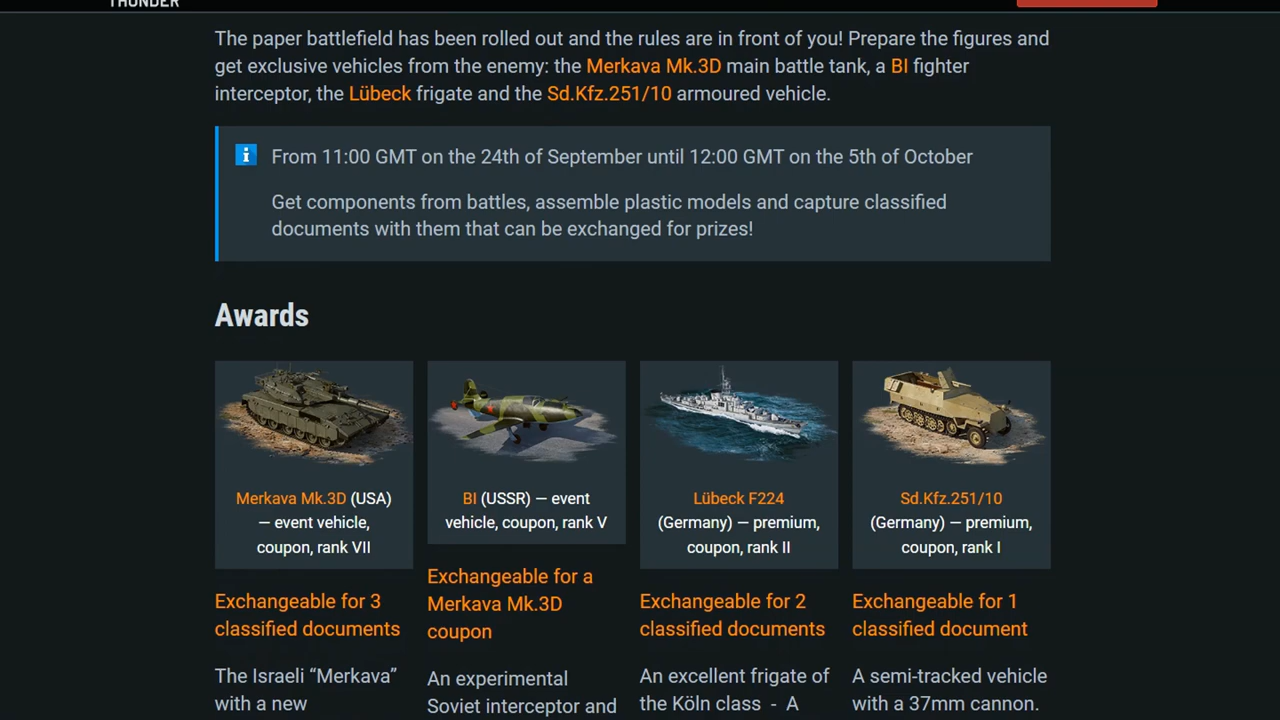 THUNDER
The paper battlefield has been rolled out and the rules are in front of you! Prepare the figures and
get exclusive vehicles from the enemy: the Merkava Mk.3D main battle tank, a BI fighter
interceptor, the Lübeck frigate and the Sd.Kfz.251/10 armoured vehicle.
i From 11:00 GMT on the 24th of September until 12:00 GMT on the 5th of October
Get components from battles, assemble plastic models and capture classified
documents with them that can be exchanged for prizes!
Awards
Merkava Mk.3D (USA)
— event vehicle,
coupon, rank VII
Exchangeable for 3
classified documents
The Israeli “Merkava”
with a new
BI (USSR) — event
vehicle, coupon, rank V
Exchangeable for a
Merkava Mk.3D
coupon
An experimental
Soviet interceptor and
Lübeck F224
(Germany) — premium,
coupon, rank II
Exchangeable for 2
classified documents
An excellent frigate of
the Köln class - A
Sd.Kfz.251/10
(Germany) — premium,
coupon, rank I
Exchangeable for 1
classified document
A semi-tracked vehicle
with a 37mm cannon.